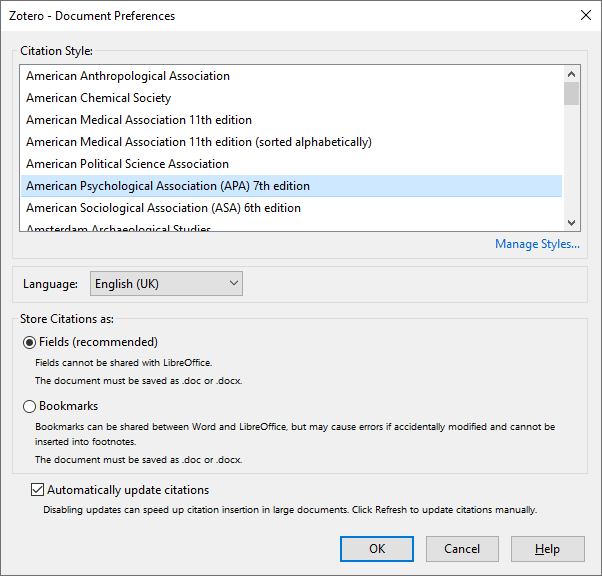 Zotero - Document Preferences
Citation Style:
American Anthropological Association
American Chemical Society
American Medical Association 11th edition
American Medical Association 11th edition (sorted alphabetically)
American Political Science Association
American Psychological Association (APA) 7th edition
American Sociological Association (ASA) 6th edition
Amsterdam Archaeological Studies
Manage Styles...
Language: English (UK)
Store Citations as:
Fields (recommended)
Fields cannot be shared with LibreOffice.
The document must be saved as .doc or .docx.
Bookmarks
Bookmarks can be shared between Word and LibreOffice, but may cause errors if accidentally modified and cannot be
inserted into footnotes.
The document must be saved as .doc or .docx.
Automatically update citations
Disabling updates can speed up citation insertion in large documents. Click Refresh to update citations manually.
OK Cancel Help